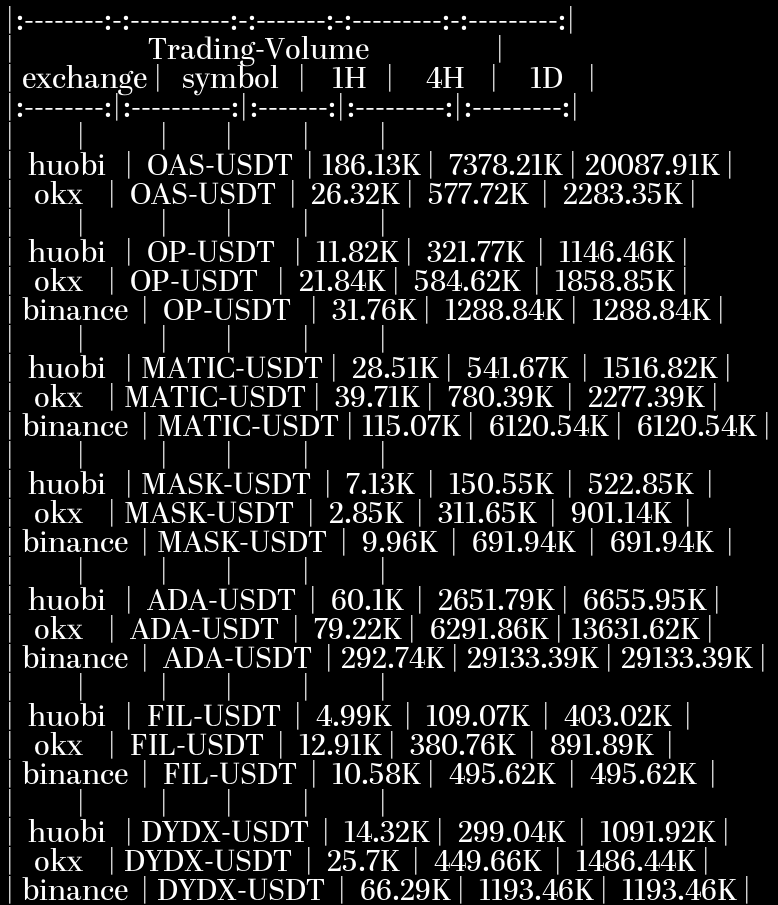 |:--------:-:----------:-:-------:-:---------:-:---------:|
| Trading-Volume |
| exchange | symbol | 1H | 4H | 1D |
|:--------:|:----------:|:-------:|:---------:|:---------:|
| | | | | |
| huobi | OAS-USDT | 186.13K | 7378.21K | 20087.91K |
| okx | OAS-USDT | 26.32K | 577.72K | 2283.35K |
| | | | | |
| huobi | OP-USDT | 11.82K | 321.77K | 1146.46K |
| okx | OP-USDT | 21.84K | 584.62K | 1858.85K |
| binance | OP-USDT | 31.76K | 1288.84K | 1288.84K |
| | | | | |
| huobi | MATIC-USDT | 28.51K | 541.67K | 1516.82K |
| okx | MATIC-USDT | 39.71K | 780.39K | 2277.39K |
| binance | MATIC-USDT | 115.07K | 6120.54K | 6120.54K |
| | | | | |
| huobi | MASK-USDT | 7.13K | 150.55K | 522.85K |
| okx | MASK-USDT | 2.85K | 311.65K | 901.14K |
| binance | MASK-USDT | 9.96K | 691.94K | 691.94K |
| | | | | |
| huobi | ADA-USDT | 60.1K | 2651.79K | 6655.95K |
| okx | ADA-USDT | 79.22K | 6291.86K | 13631.62K |
| binance | ADA-USDT | 292.74K | 29133.39K | 29133.39K |
| | | | | |
| huobi | FIL-USDT | 4.99K | 109.07K | 403.02K |
| okx | FIL-USDT | 12.91K | 380.76K | 891.89K |
| binance | FIL-USDT | 10.58K | 495.62K | 495.62K |
| | | | | |
| huobi | DYDX-USDT | 14.32K | 299.04K | 1091.92K |
| okx | DYDX-USDT | 25.7K | 449.66K | 1486.44K |
| binance | DYDX-USDT | 66.29K | 1193.46K | 1193.46K |